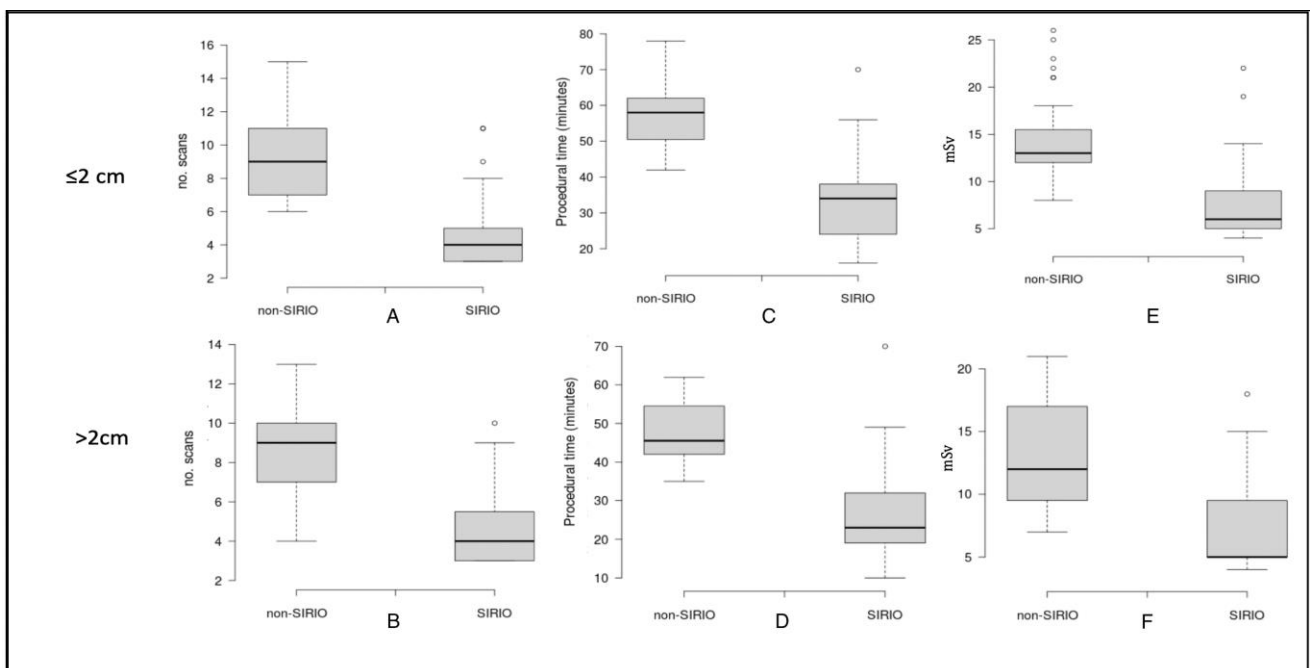 ≤2 cm
no. scans
16
14
12
10
8
6
4
2
non-SIRIO
SIRIO
A
Procedural time (minutes)
80
70
60
50
40
30
20
non-SIRIO
SIRIO
C
mSv
25
20
15
10
5
non-SIRIO
SIRIO
E
>2cm
no. scans
14
12
10
8
6
4
2
non-SIRIO
SIRIO
B
Procedural time (minutes)
70
60
50
40
30
20
10
non-SIRIO
SIRIO
D
mSv
20
15
10
5
non-SIRIO
SIRIO
F